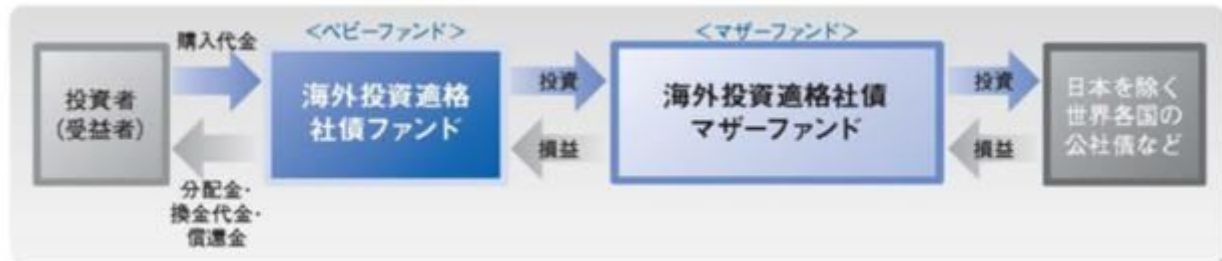 購入代金
<ベビーファンド>
<マザーファンド>
投資者
(受益者)
海外投資適格
社債ファンド
投資
損益
海外投資適格社債
マザーファンド
投資
損益
日本を除く
世界各国の
公社債など
分配金・
換金代金・
償還金